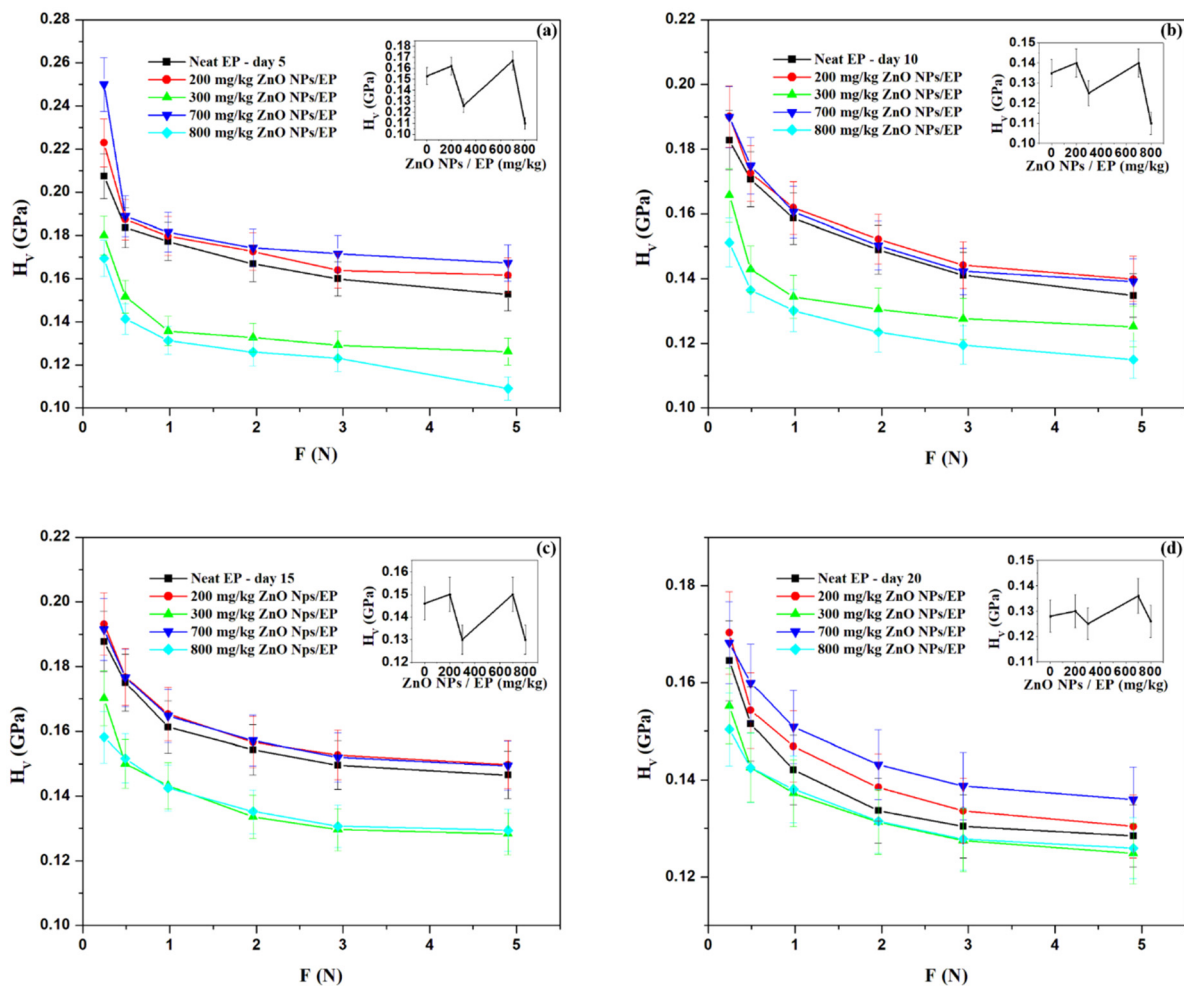 (a)
Neat EP - day 5
200 mg/kg ZnO NPs/EP
300 mg/kg ZnO NPs/EP
700 mg/kg ZnO NPs/EP
800 mg/kg ZnO NPs/EP
0.28
0.26
0.24
0.22
0.20
0.18
0.16
0.14
0.12
0.10
HV (GPa)
0 1 2 3 4 5
F (N)
0.18
0.17
0.16
0.15
0.14
0.13
0.12
0.11
0.10
HV (GPa)
0 200 400 600 800
ZnO NPs / EP (mg/kg)
(b)
Neat EP - day 10
200 mg/kg ZnO NPs/EP
300 mg/kg ZnO NPs/EP
700 mg/kg ZnO NPs/EP
800 mg/kg ZnO NPs/EP
0.22
0.20
0.18
0.16
0.14
0.12
0.10
HV (GPa)
0 1 2 3 4 5
F (N)
0.15
0.14
0.13
0.12
0.11
0.10
HV (GPa)
0 200 400 600 800
ZnO NPs / EP (mg/kg)
(c)
Neat EP - day 15
200 mg/kg ZnO Nps/EP
300 mg/kg ZnO Nps/EP
700 mg/kg ZnO Nps/EP
800 mg/kg ZnO Nps/EP
0.22
0.20
0.18
0.16
0.14
0.12
0.10
HV (GPa)
0 1 2 3 4 5
F (N)
0.16
0.15
0.14
0.13
0.12
HV (GPa)
0 200 400 600 800
ZnO NPs / EP (mg/kg)
(d)
Neat EP - day 20
200 mg/kg ZnO NPs/EP
300 mg/kg ZnO NPs/EP
700 mg/kg ZnO NPs/EP
800 mg/kg ZnO NPs/EP
0.18
0.16
0.14
0.12
HV (GPa)
0 1 2 3 4 5
F (N)
0.15
0.14
0.13
0.12
0.11
HV (GPa)
0 200 400 600 800
ZnO NPs / EP (mg/kg)